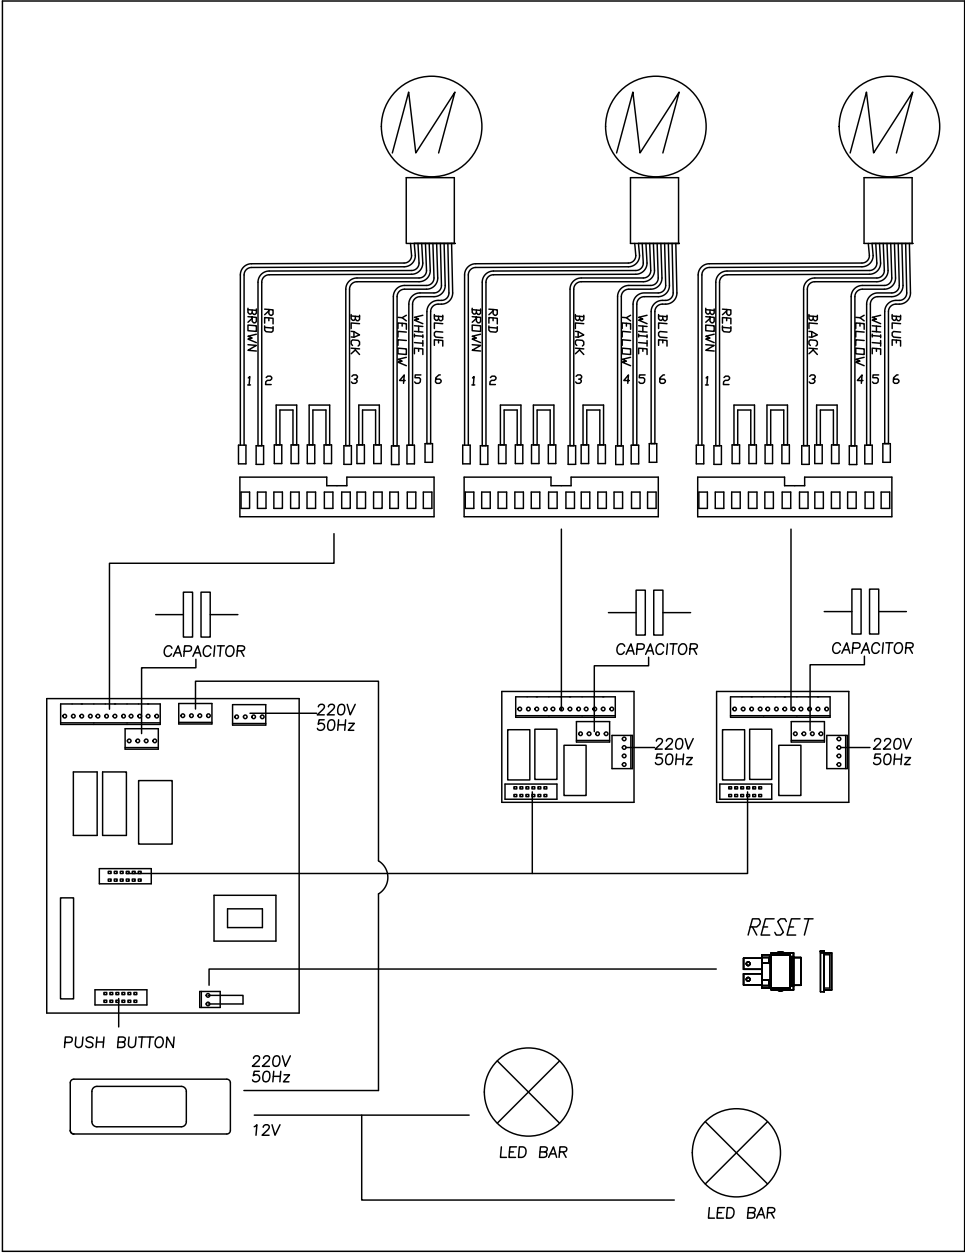 M M M
BROWN RED BLACK YELLOW WHITE BLUE
1 2 3 4 5 6
BROWN RED BLACK YELLOW WHITE BLUE
1 2 3 4 5 6
BROWN RED BLACK YELLOW WHITE BLUE
1 2 3 4 5 6
CAPACITOR
CAPACITOR
CAPACITOR
220V
50Hz
220V
50Hz
220V
50Hz
RESET
PUSH BUTTON
220V
50Hz
12V
LED BAR
LED BAR